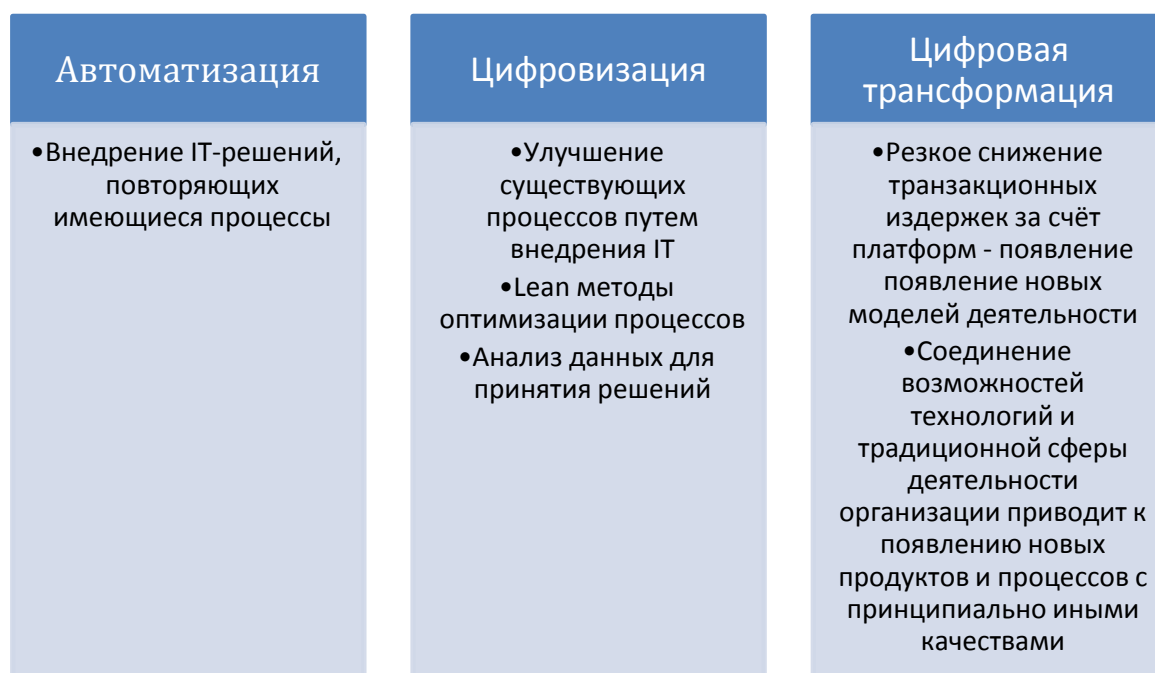 Автоматизация
•Внедрение IT-решений,
повторяющих
имеющиеся процессы
Цифровизация
•Улучшение
существующих
процессов путем
внедрения IT
•Lean методы
оптимизации процессов
•Анализ данных для
принятия решений
Цифровая
трансформация
•Резкое снижение
транзакционных
издержек за счёт
платформ - появление
появление новых
моделей деятельности
•Соединение
возможностей
технологий и
традиционной сферы
деятельности
организации приводит к
появлению новых
продуктов и процессов с
принципиально иными
качествами